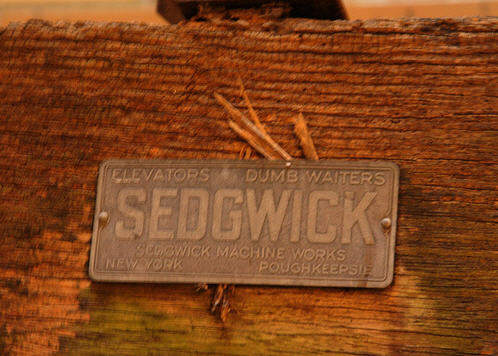 ELEVATORS DUMB WAITERS
SEDGWICK
SEDGWICK MACHINE WORKS
NEW YORK POUGHKEEPSIE